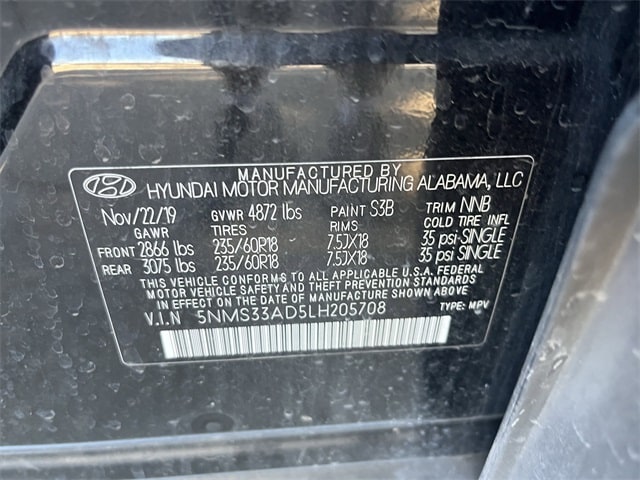 MANUFACTURED BY
HYUNDAI MOTOR MANUFACTURING ALABAMA, LLC
Nov/22/19 GVWR 4872 lbs PAINT S3B TRIM NNB
GAWR TIRES RIMS COLD TIRE INFL
FRONT 2866 lbs 235/60R18 7.5JX18 35 psi SINGLE
REAR 3075 lbs 235/60R18 7.5JX18 35 psi SINGLE
THIS VEHICLE CONFORMS TO ALL APPLICABLE U.S.A. FEDERAL
MOTOR VEHICLE SAFETY AND THEFT PREVENTION STANDARDS
IN EFFECT ON THE DATE OF MANUFACTURE SHOWN ABOVE.
V.I.N 5NMS33AD5LH205708 TYPE: MPV